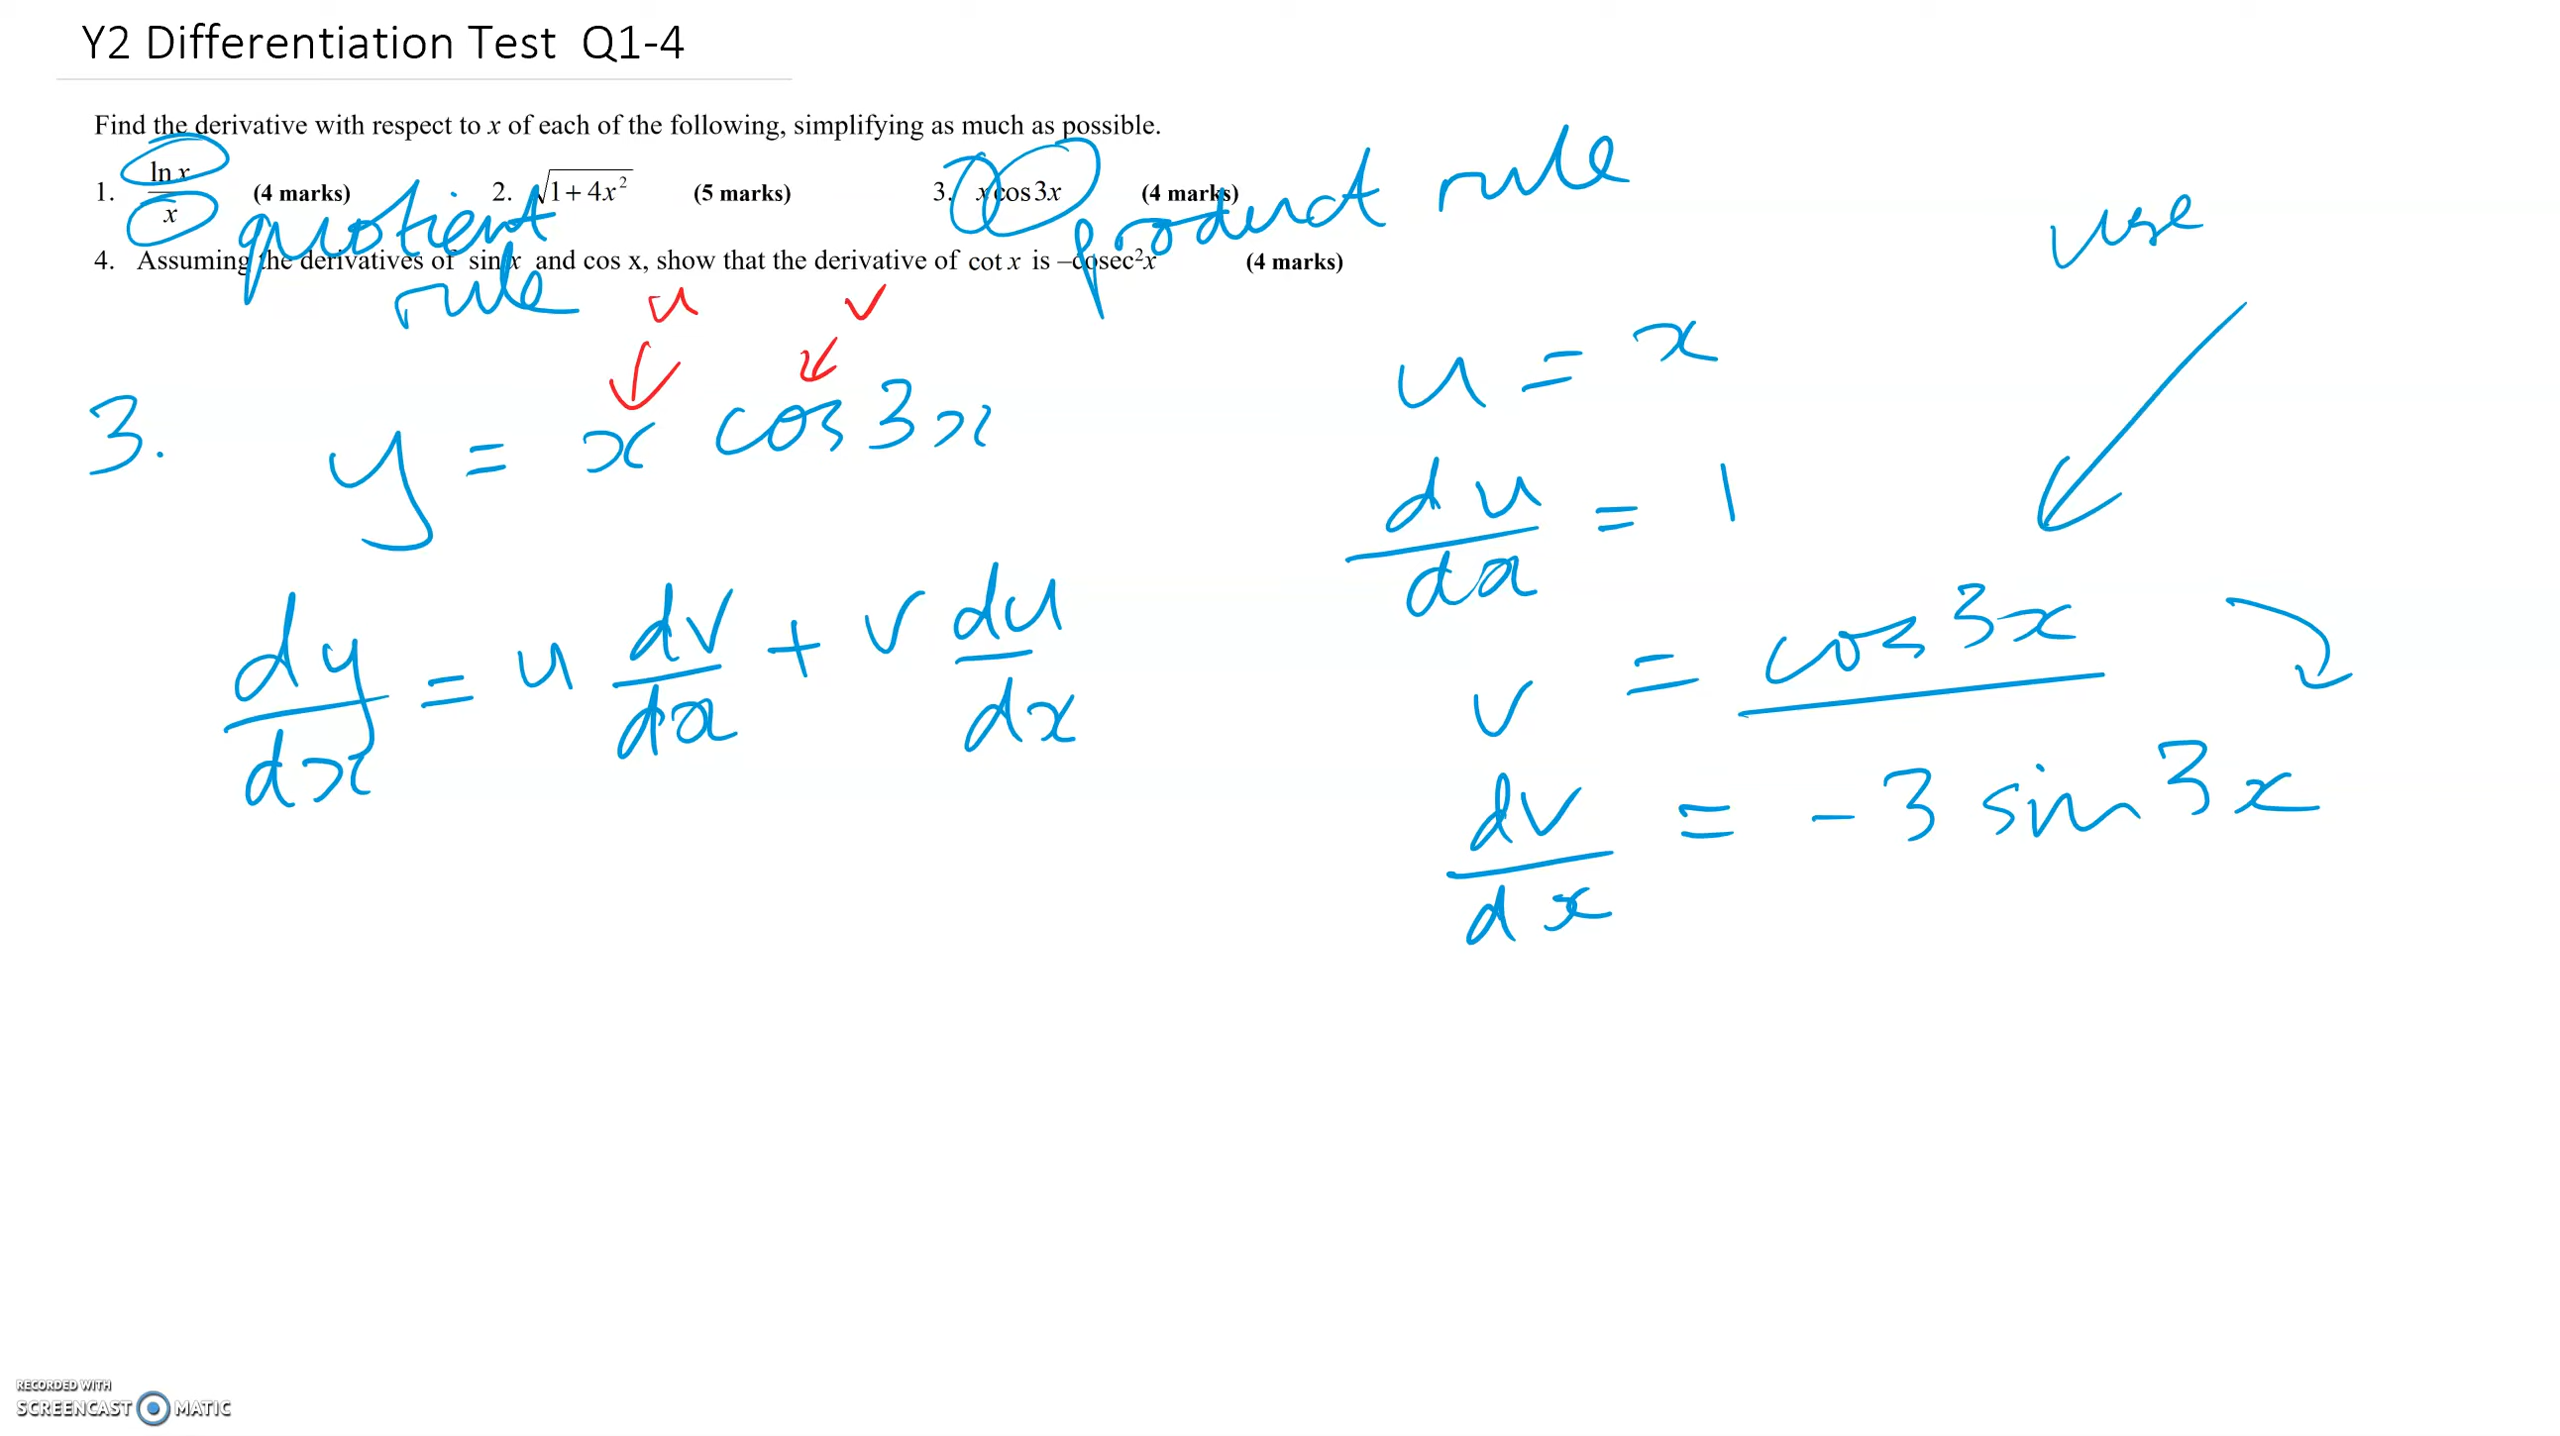 Y2 Differentiation Test Q1-4
Find the derivative with respect to x of each of the following, simplifying as much as possible.
1. ln x / x (4 marks) 2. √(1 + 4x²) (5 marks) 3. x cos 3x (4 marks)
quotient
rule
product rule
use
4. Assuming the derivatives of sin x and cos x, show that the derivative of cot x is –cosec²x (4 marks)
u v
3. y = x cos 3x
dy/dx = u dv/dx + v du/dx
u = x
du/dx = 1
v = cos 3x
dv/dx = -3 sin 3x
RECORDED WITH
SCREENCAST MATIC